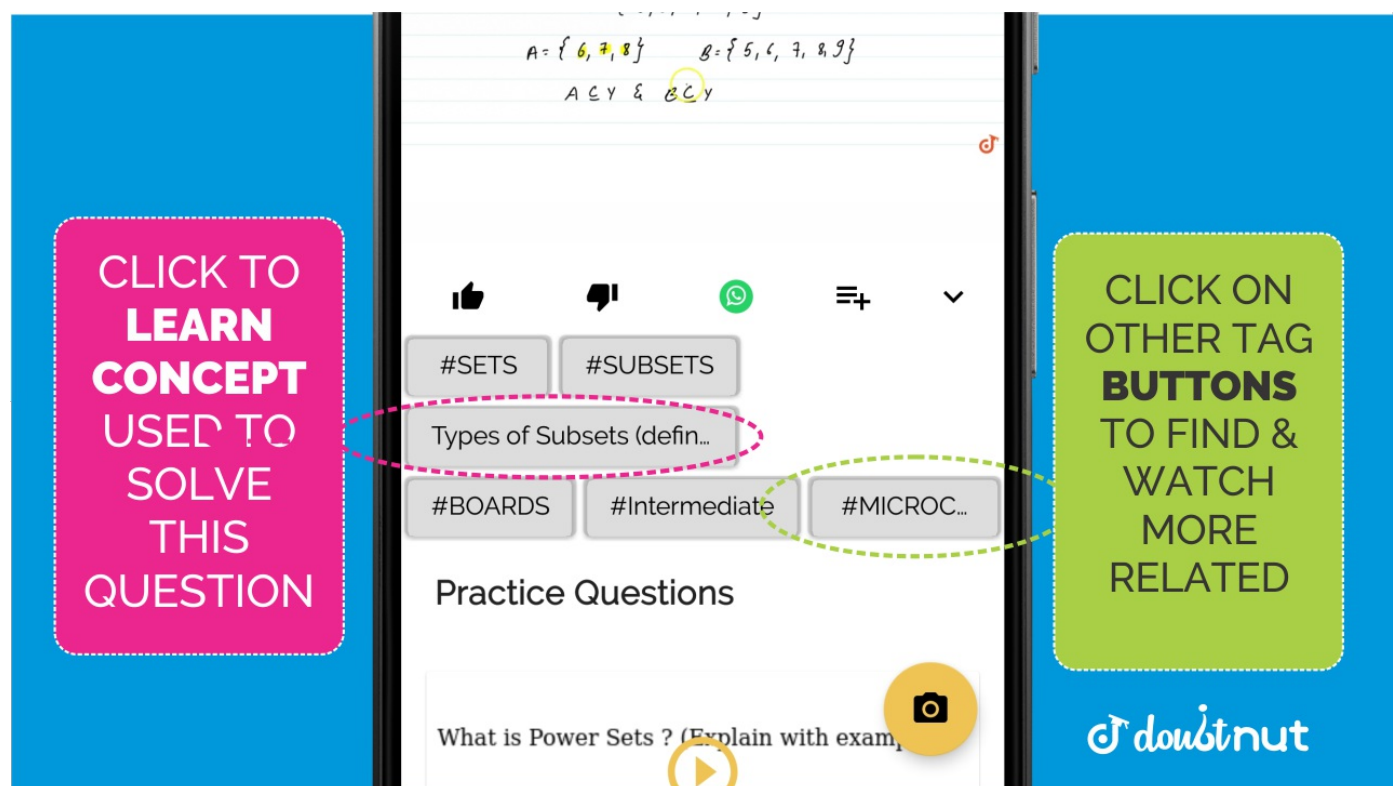 A = { 6, 7, 8} B = { 5, 6, 7, 8, 9}
A ⊆ Y & B ⊆ Y
CLICK TO
LEARN
CONCEPT
USED TO
SOLVE
THIS
QUESTION
#SETS #SUBSETS
Types of Subsets (defin...
#BOARDS #Intermediate #MICROC...
Practice Questions
What is Power Sets ? (Explain with
CLICK ON
OTHER TAG
BUTTONS
TO FIND &
WATCH
MORE
RELATED
doubtnut